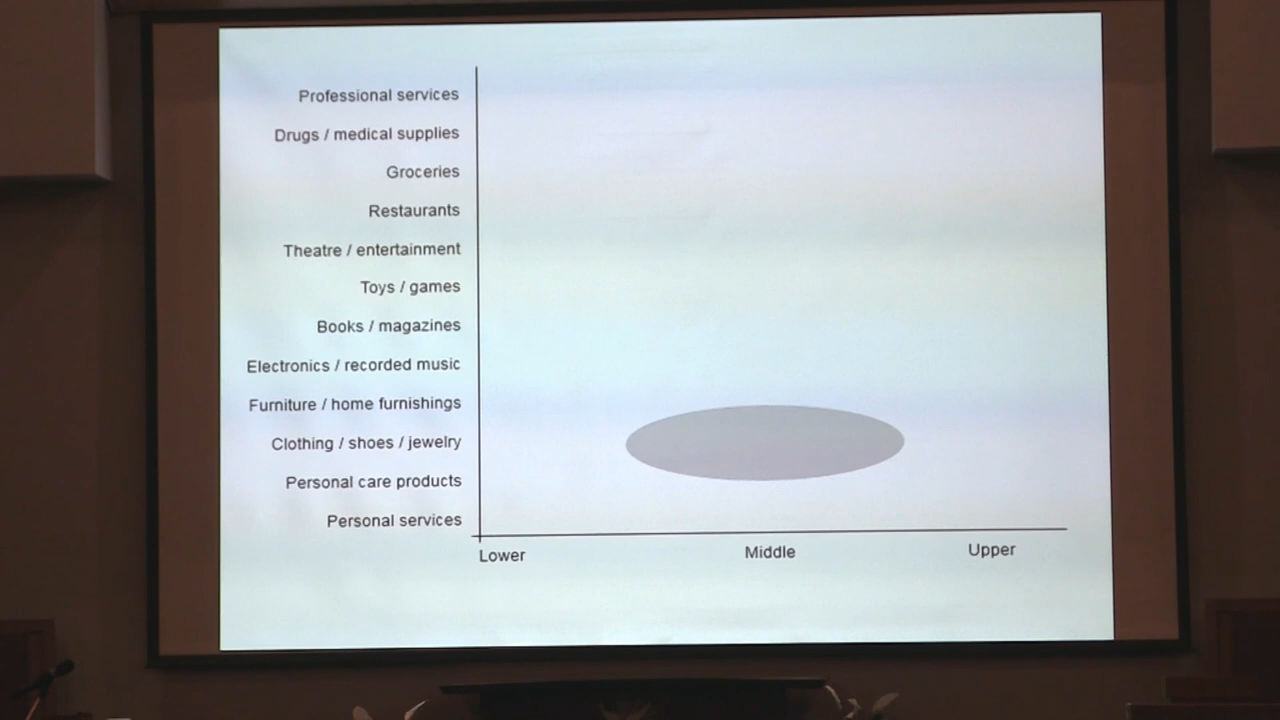 Professional services
Drugs / medical supplies
Groceries
Restaurants
Theatre / entertainment
Toys / games
Books / magazines
Electronics / recorded music
Furniture / home furnishings
Clothing / shoes / jewelry
Personal care products
Personal services
Lower Middle Upper